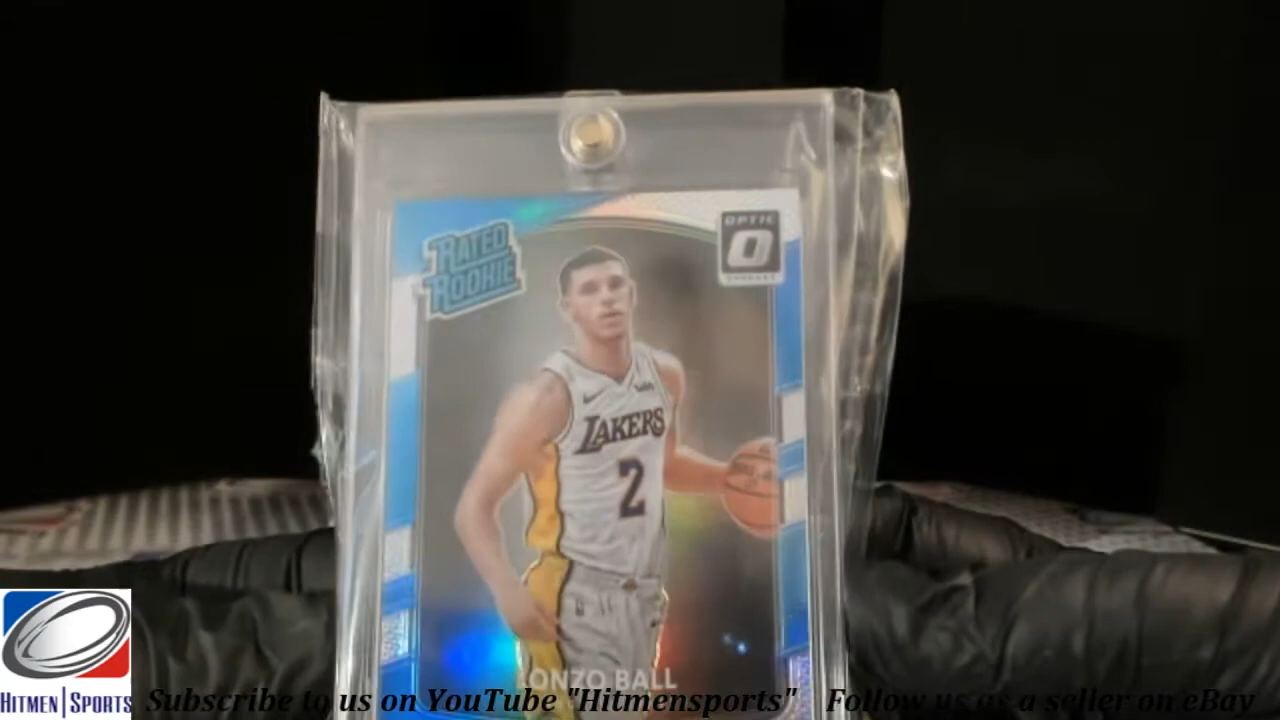 RATED
ROOKIE
OPTIC
O
LAKERS
2
LONZO BALL
HITMEN|SPORTS
Subscribe to us on YouTube "Hitmensports" Follow us as a seller on eBay